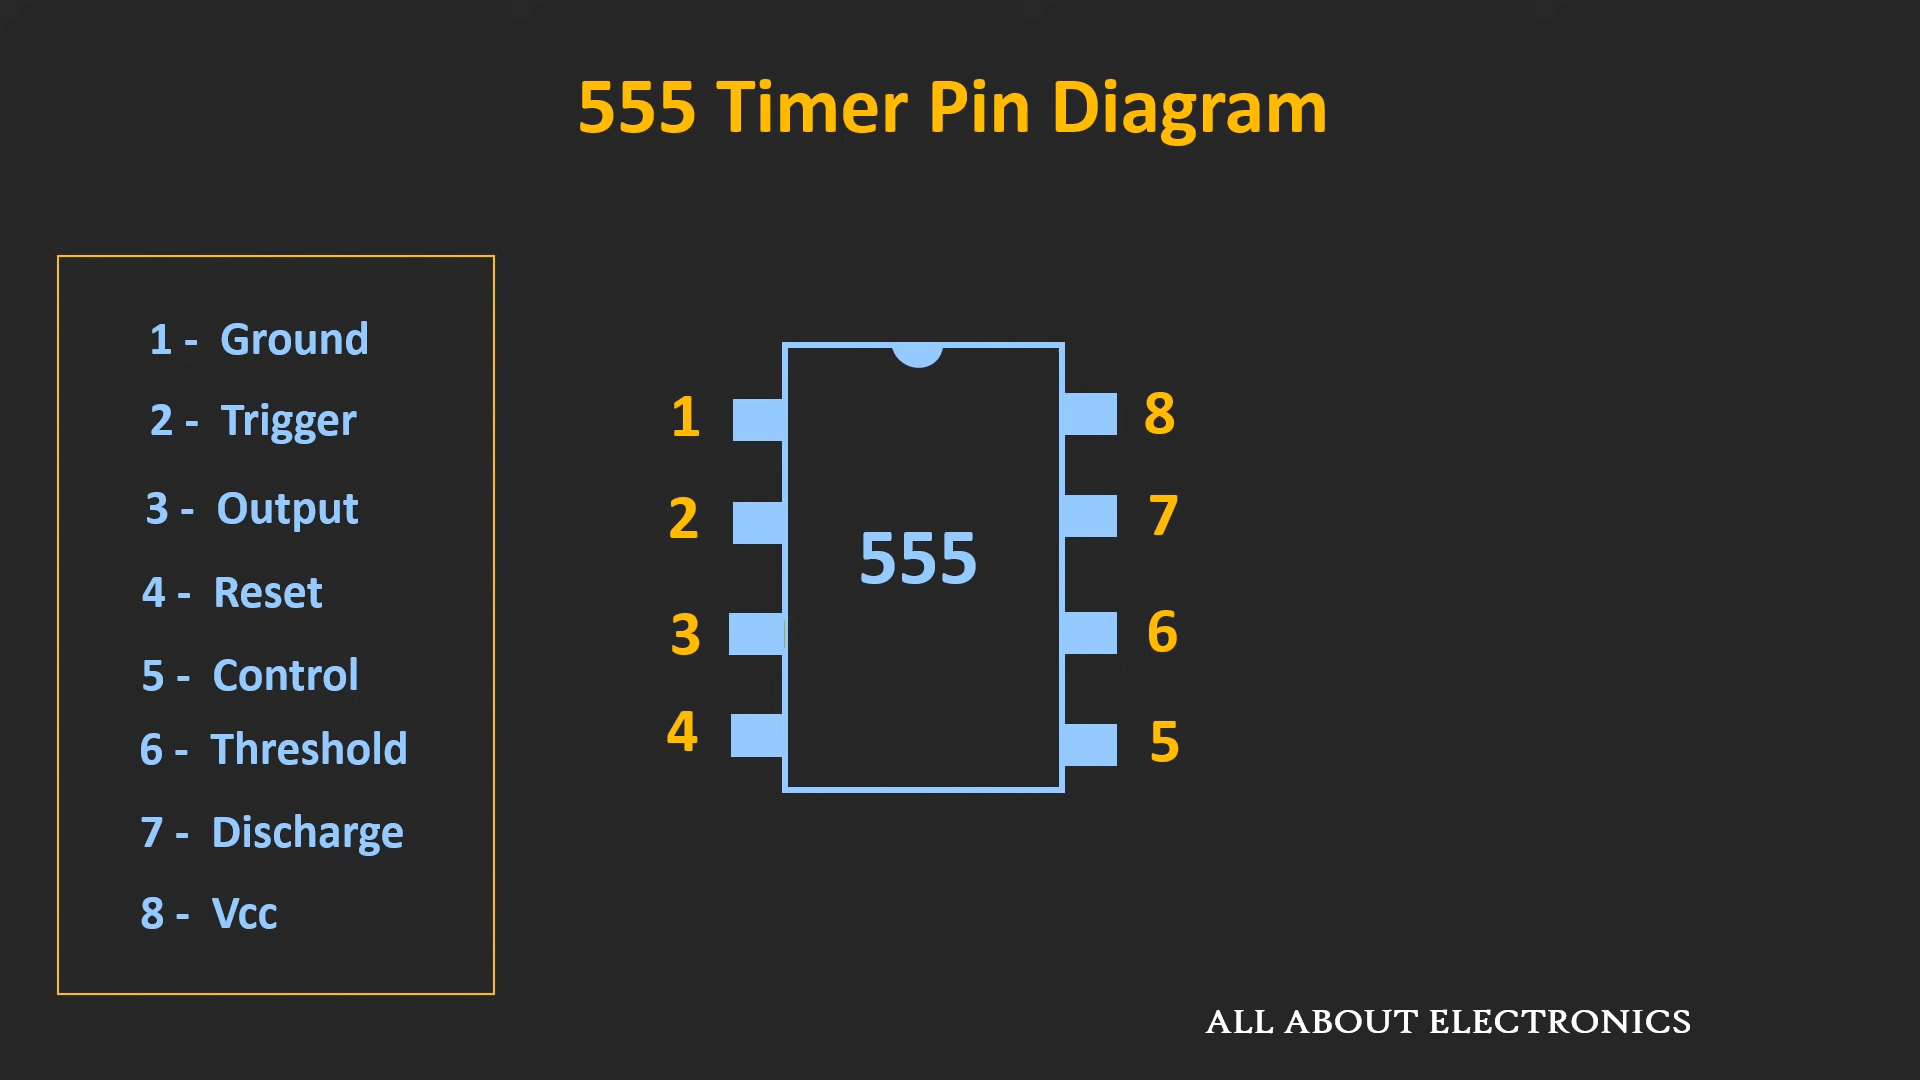 555 Timer Pin Diagram
1 - Ground
2 - Trigger
3 - Output
4 - Reset
5 - Control
6 - Threshold
7 - Discharge
8 - Vcc
1
2
3
4
555
8
7
6
5
ALL ABOUT ELECTRONICS